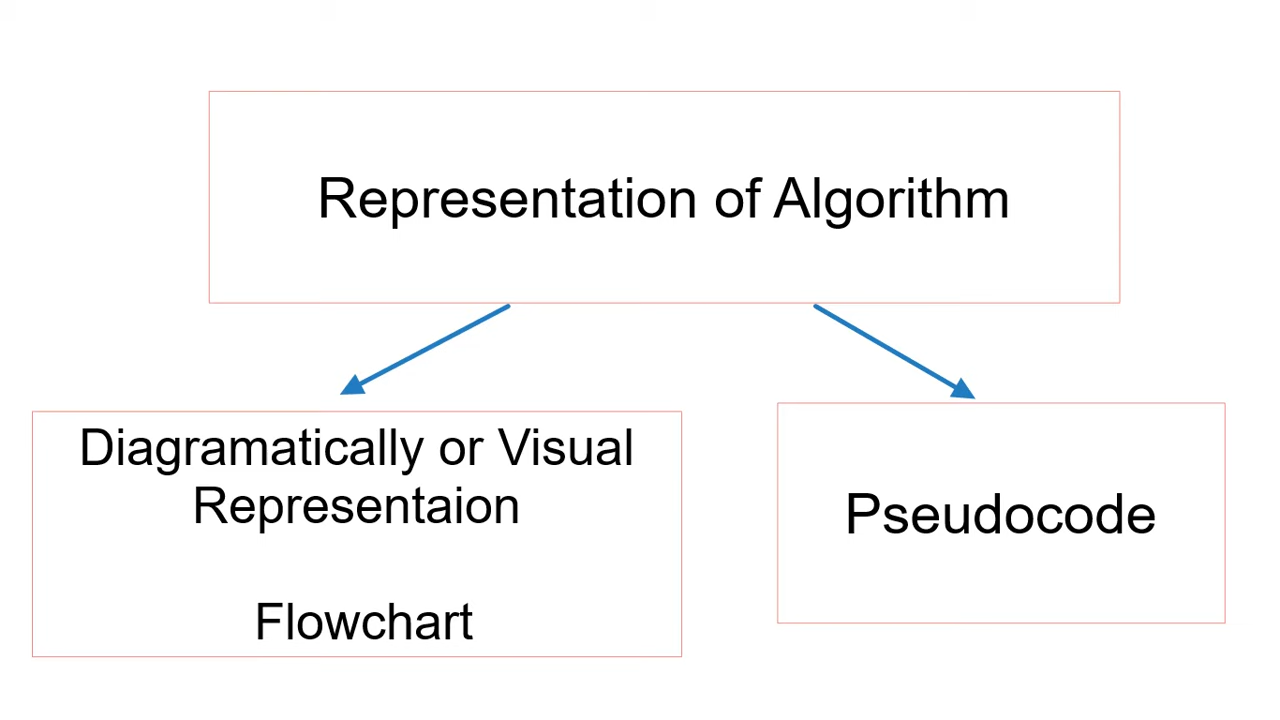 Representation of Algorithm
Diagramatically or Visual
Representaion
Flowchart
Pseudocode